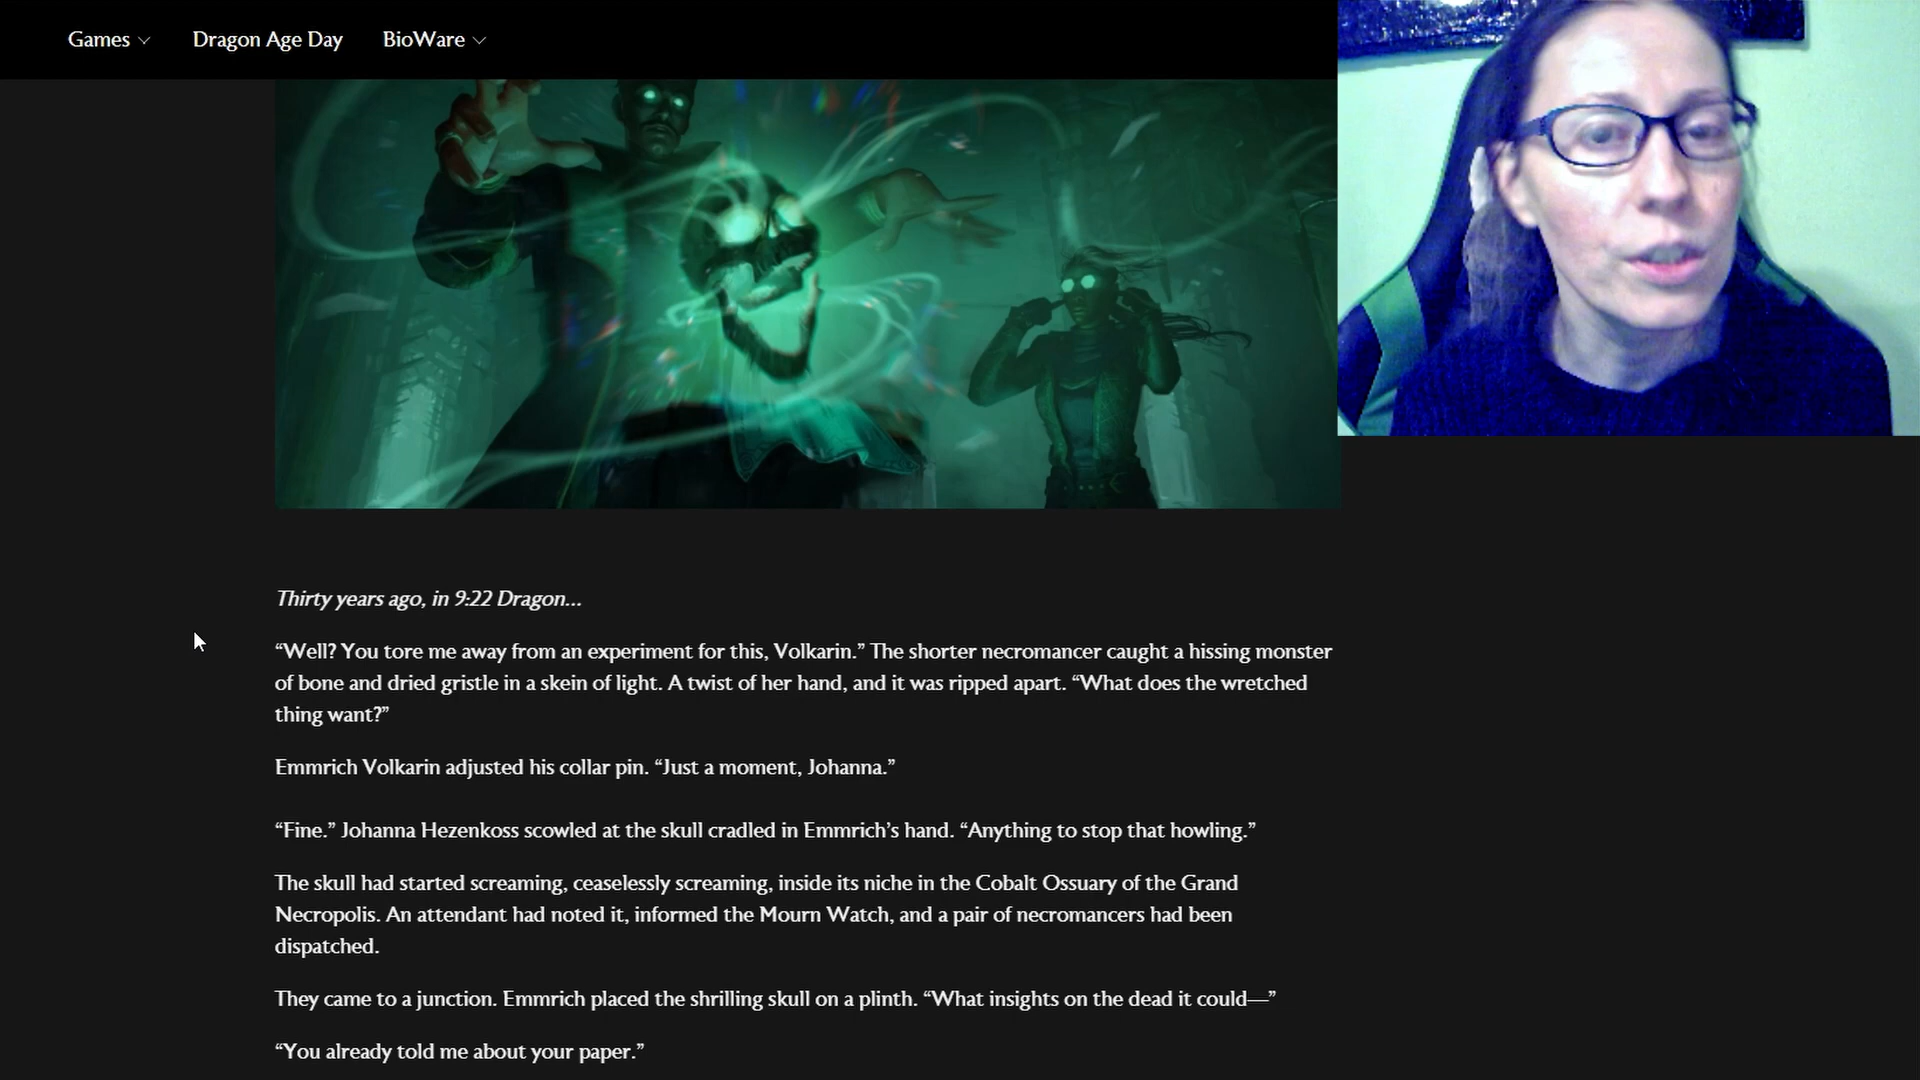 Games
Dragon Age Day
BioWare
Thirty years ago, in 9:22 Dragon...
“Well? You tore me away from an experiment for this, Volkarin.” The shorter necromancer caught a hissing monster
of bone and dried gristle in a skein of light. A twist of her hand, and it was ripped apart. “What does the wretched
thing want?”
Emmrich Volkarin adjusted his collar pin. “Just a moment, Johanna.”
“Fine.” Johanna Hezenkoss scowled at the skull cradled in Emmrich’s hand. “Anything to stop that howling.”
The skull had started screaming, ceaselessly screaming, inside its niche in the Cobalt Ossuary of the Grand
Necropolis. An attendant had noted it, informed the Mourn Watch, and a pair of necromancers had been
dispatched.
They came to a junction. Emmrich placed the shrilling skull on a plinth. “What insights on the dead it could—”
“You already told me about your paper.”